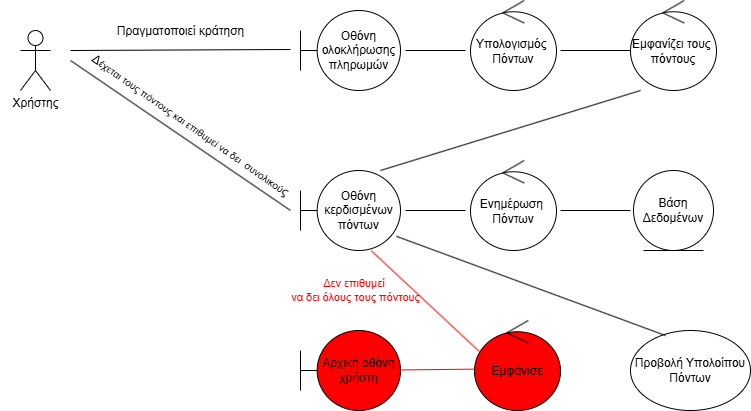 Πραγματοποιεί κράτηση
Οθόνη
ολοκλήρωσης
πληρωμών
Υπολογισμός
Πόντων
Εμφανίζει τους
πόντους
Χρήστης
Δέχεται τους πόντους και επιθυμεί να δει συνολικούς
Οθόνη
κερδισμένων
πόντων
Ενημέρωση
Πόντων
Βάση
Δεδομένων
Δεν επιθυμεί
να δει όλους τους πόντους
Αρχική οθόνη
χρήστη
Εμφάνισε
Προβολή Υπολοίπου
Πόντων